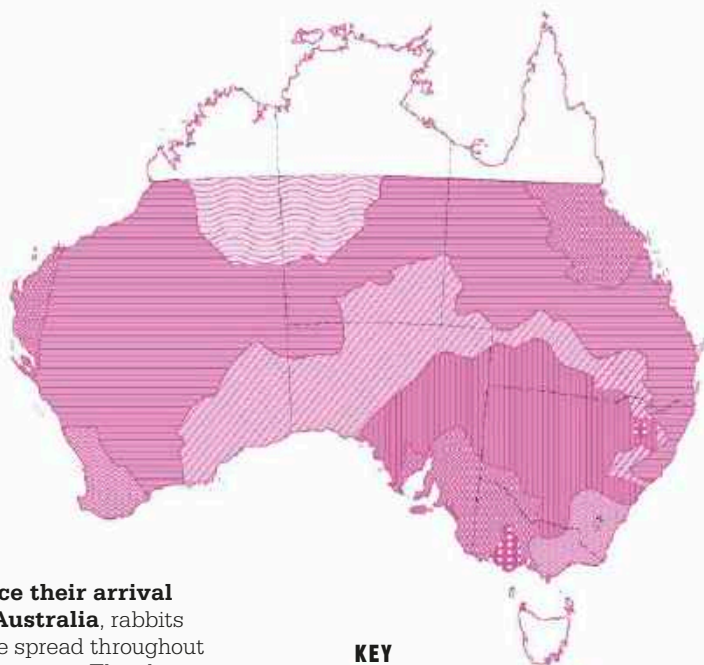 ce their arrival
Australia, rabbits
e spread throughout
KEY